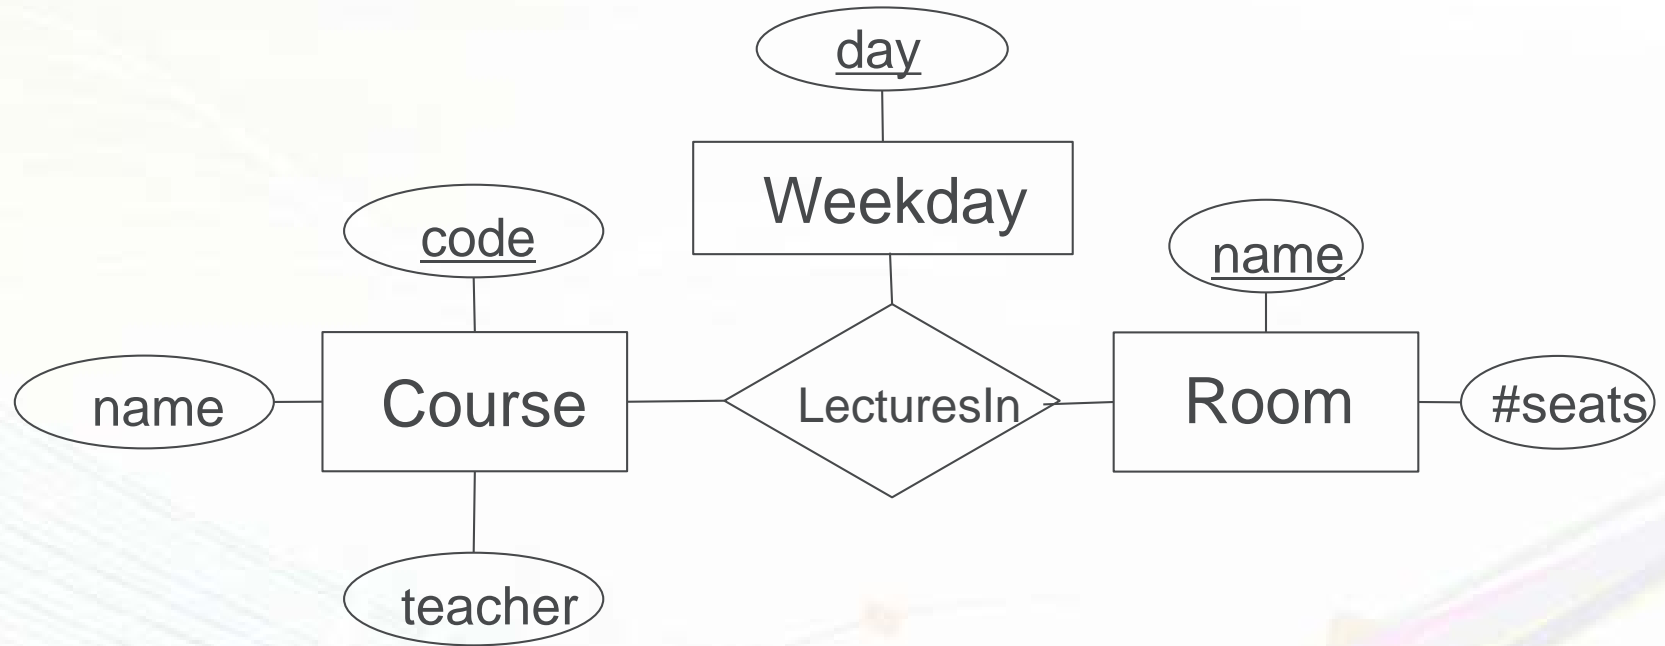 day
Weekday
code
name
name
Course
LecturesIn
Room
#seats
teacher